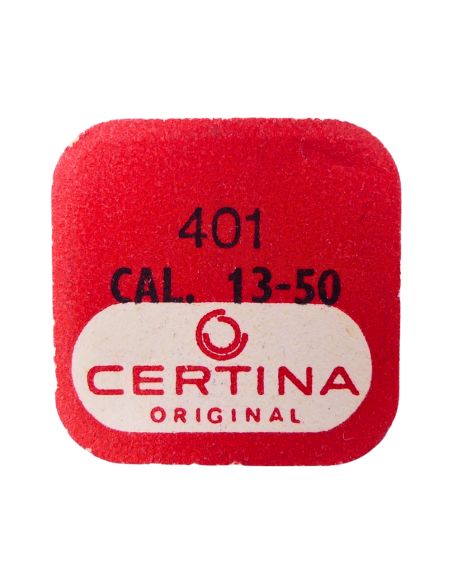 401
CAL. 13-50
CERTINA
ORIGINAL